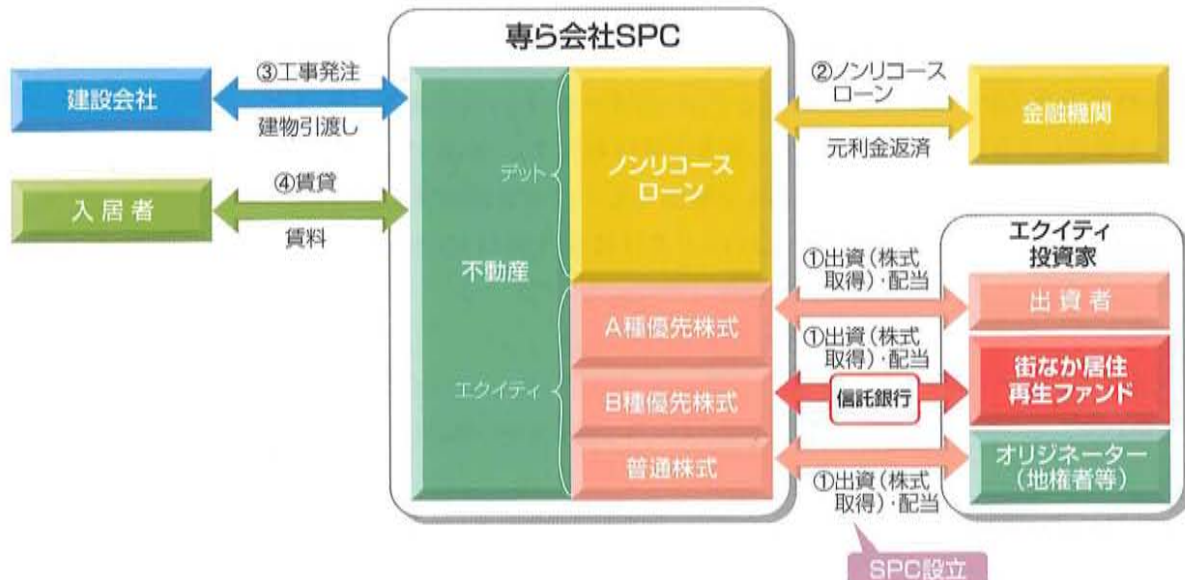 専ら会社SPC
建設会社
③工事発注
建物引渡し
入居者
④賃貸
賃料
不動産
デット
エクイティ
ノンリコース
ローン
A種優先株式
B種優先株式
普通株式
②ノンリコース
ローン
元利金返済
金融機関
エクイティ
投資家
①出資(株式
取得)・配当
出資者
①出資(株式
取得)・配当
信託銀行
街なか居住
再生ファンド
オリジネーター
(地権者等)
①出資(株式
取得)・配当
SPC設立